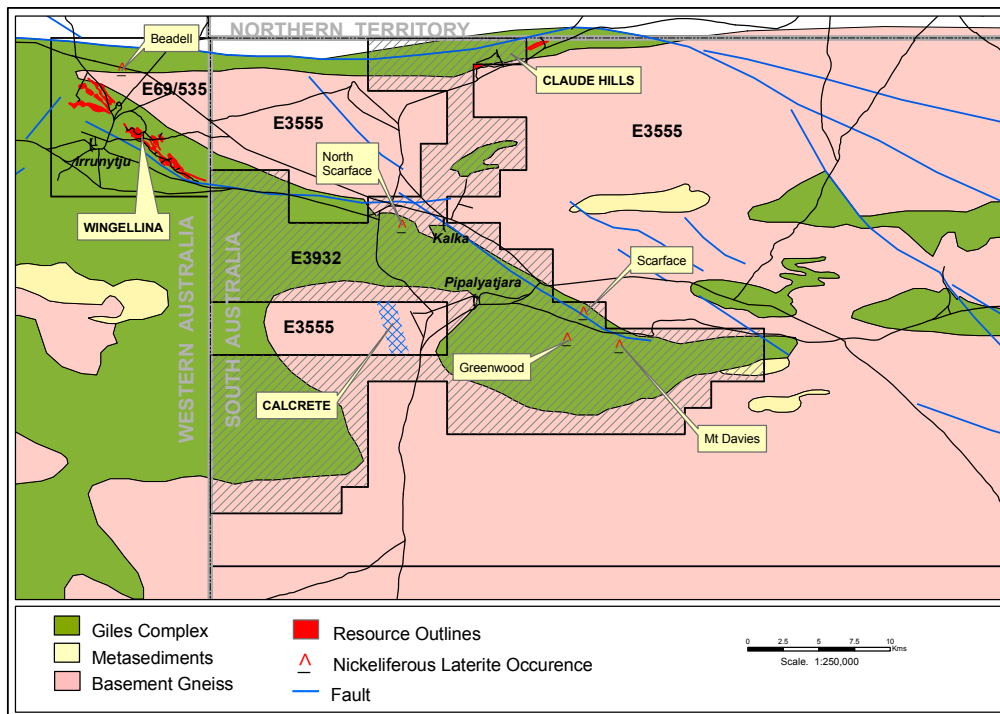 NORTHERN TERRITORY
Beadell
CLAUDE HILLS
E69/535
E3555
E3555
North
Scarface
Irrunytju
WINGELLINA
Kalka
WESTERN AUSTRALIA
SOUTH AUSTRALIA
E3932
Scarface
Pipalyatjara
E3555
Greenwood
CALCRETE
Mt Davies
Giles Complex
Metasediments
Basement Gneiss
Resource Outlines
Nickeliferous Laterite Occurence
Fault
0 2.5 5 7.5 10
Kms
Scale. 1:250,000